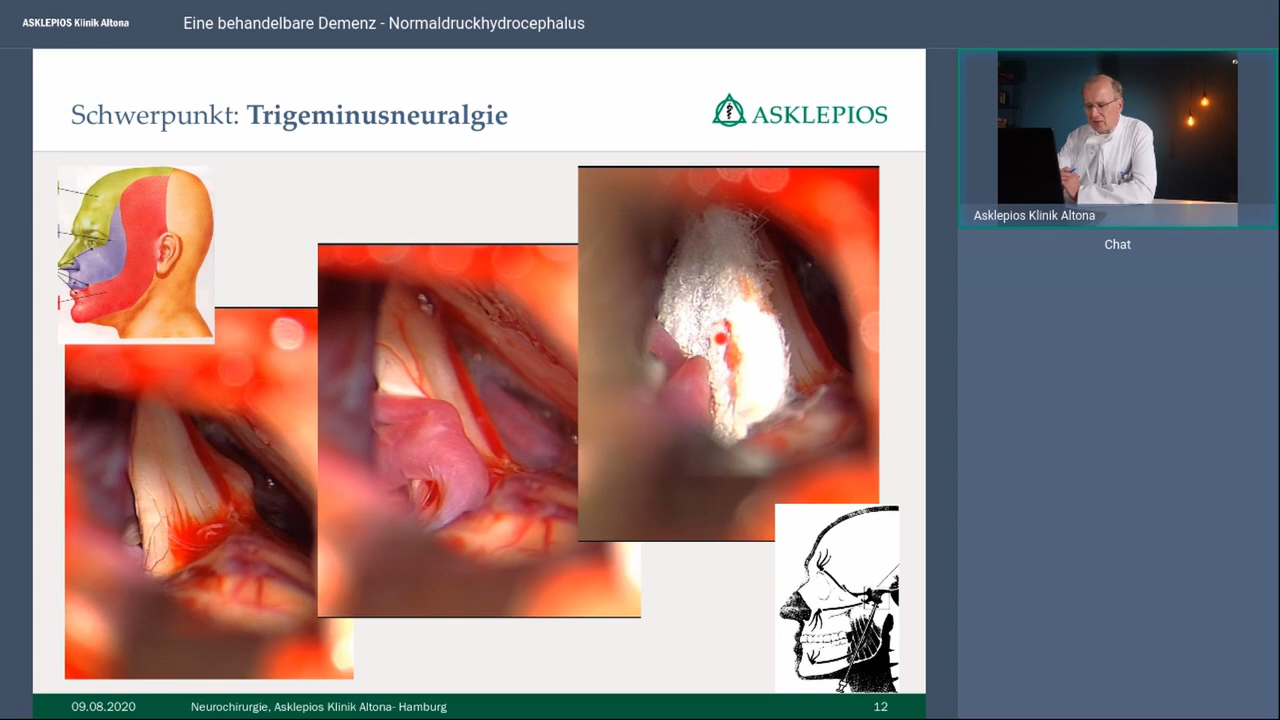 ASKLEPIOS Klinik Altona
Eine behandelbare Demenz - Normaldruckhydrocephalus
Schwerpunkt: Trigeminusneuralgie
ASKLEPIOS
Asklepios Klinik Altona
Chat
09.08.2020
Neurochirurgie, Asklepios Klinik Altona- Hamburg
12